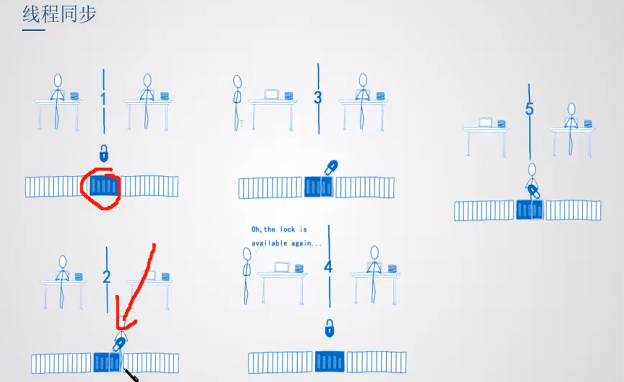 线程同步
1
3
5
2
Oh,the lock is
available again...
4